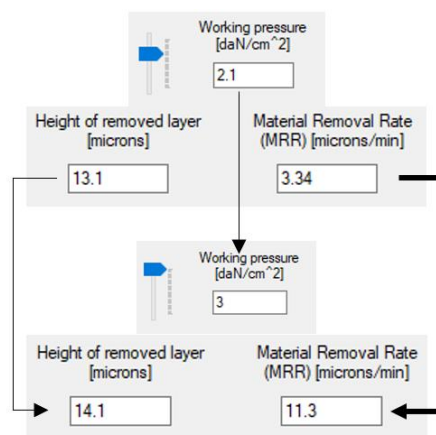 Working pressure
[daN/cm^2]
2.1
Height of removed layer
[microns]
13.1
Material Removal Rate
(MRR) [microns/min]
3.34
Working pressure
[daN/cm^2]
3
Height of removed layer
[microns]
14.1
Material Removal Rate
(MRR) [microns/min]
11.3